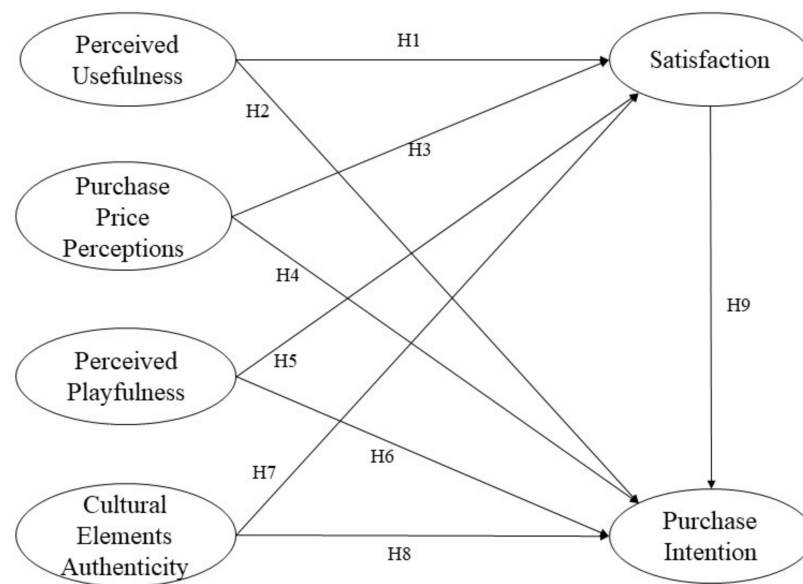 Perceived
Usefulness
H1
Satisfaction
H2
H3
Purchase
Price
Perceptions
H4
H9
Perceived
Playfulness
H5
H6
H7
Cultural
Elements
Authenticity
H8
Purchase
Intention